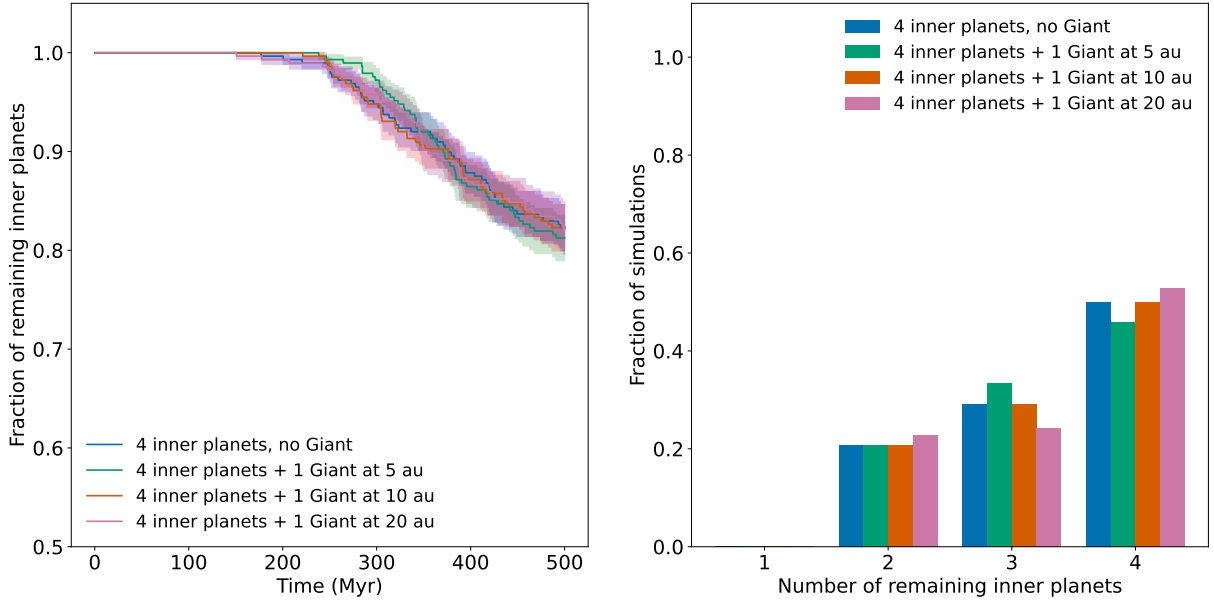 1.0
0.9
0.8
0.7
0.6
0.5
Fraction of remaining inner planets
4 inner planets, no Giant
4 inner planets + 1 Giant at 5 au
4 inner planets + 1 Giant at 10 au
4 inner planets + 1 Giant at 20 au
0 100 200 300 400 500
Time (Myr)
1.0
0.8
0.6
0.4
0.2
0.0
Fraction of simulations
4 inner planets, no Giant
4 inner planets + 1 Giant at 5 au
4 inner planets + 1 Giant at 10 au
4 inner planets + 1 Giant at 20 au
1 2 3 4
Number of remaining inner planets